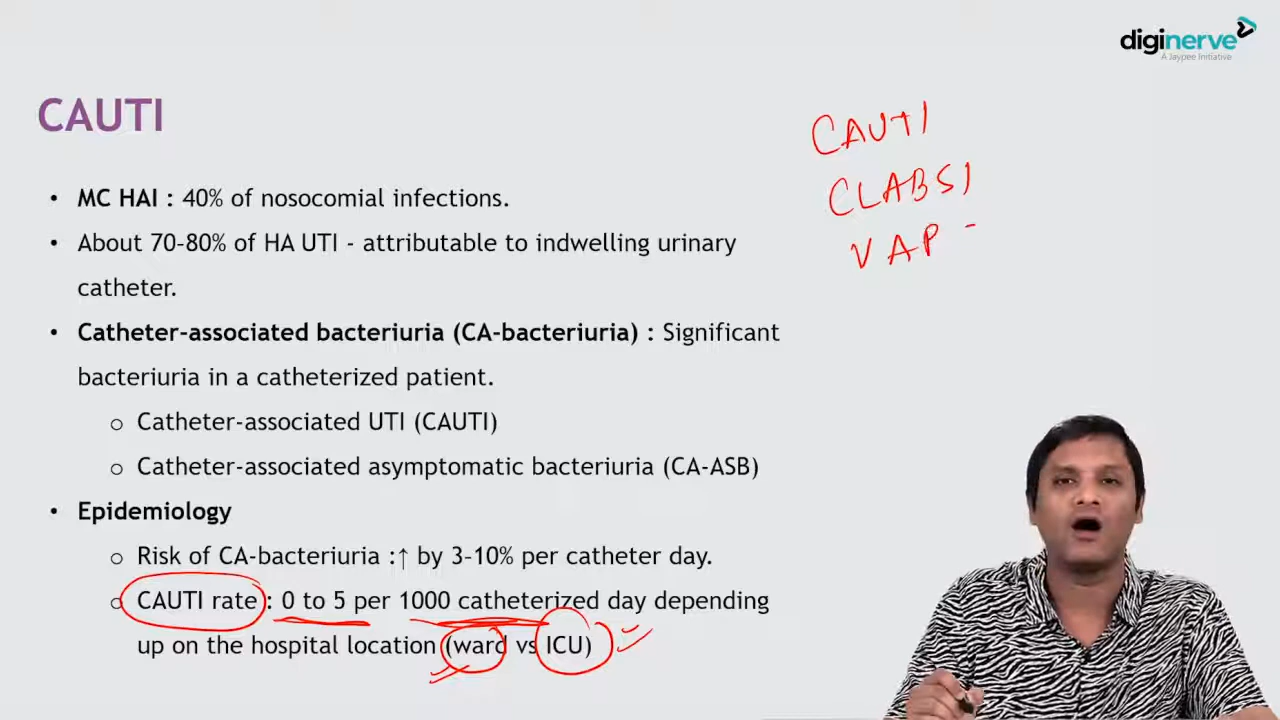 diginerve
A Jaypee Initiative
CAUTI
• MC HAI : 40% of nosocomial infections.
• About 70-80% of HA UTI - attributable to indwelling urinary
catheter.
• Catheter-associated bacteriuria (CA-bacteriuria) : Significant
bacteriuria in a catheterized patient.
o Catheter-associated UTI (CAUTI)
o Catheter-associated asymptomatic bacteriuria (CA-ASB)
• Epidemiology
o Risk of CA-bacteriuria :↑ by 3-10% per catheter day.
o CAUTI rate : 0 to 5 per 1000 catheterized day depending
up on the hospital location (ward vs ICU)
CAUTI
CLABSI
VAP -